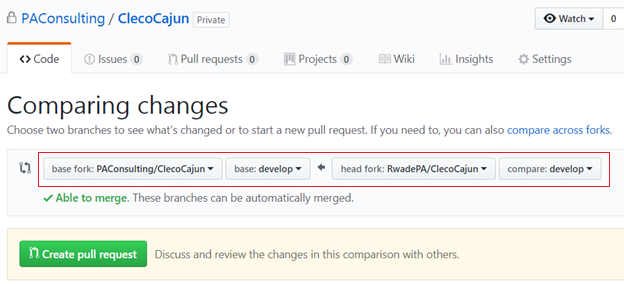 PAConsulting / ClecoCajun Private Watch 0
Code Issues 0 Pull requests 0 Projects 0 Wiki Insights Settings
Comparing changes
Choose two branches to see what's changed or to start a new pull request. If you need to, you can also compare across forks.
base fork: PAConsulting/ClecoCajun base: develop head fork: RwadePA/ClecoCajun compare: develop
Able to merge. These branches can be automatically merged.
Create pull request Discuss and review the changes in this comparison with others.